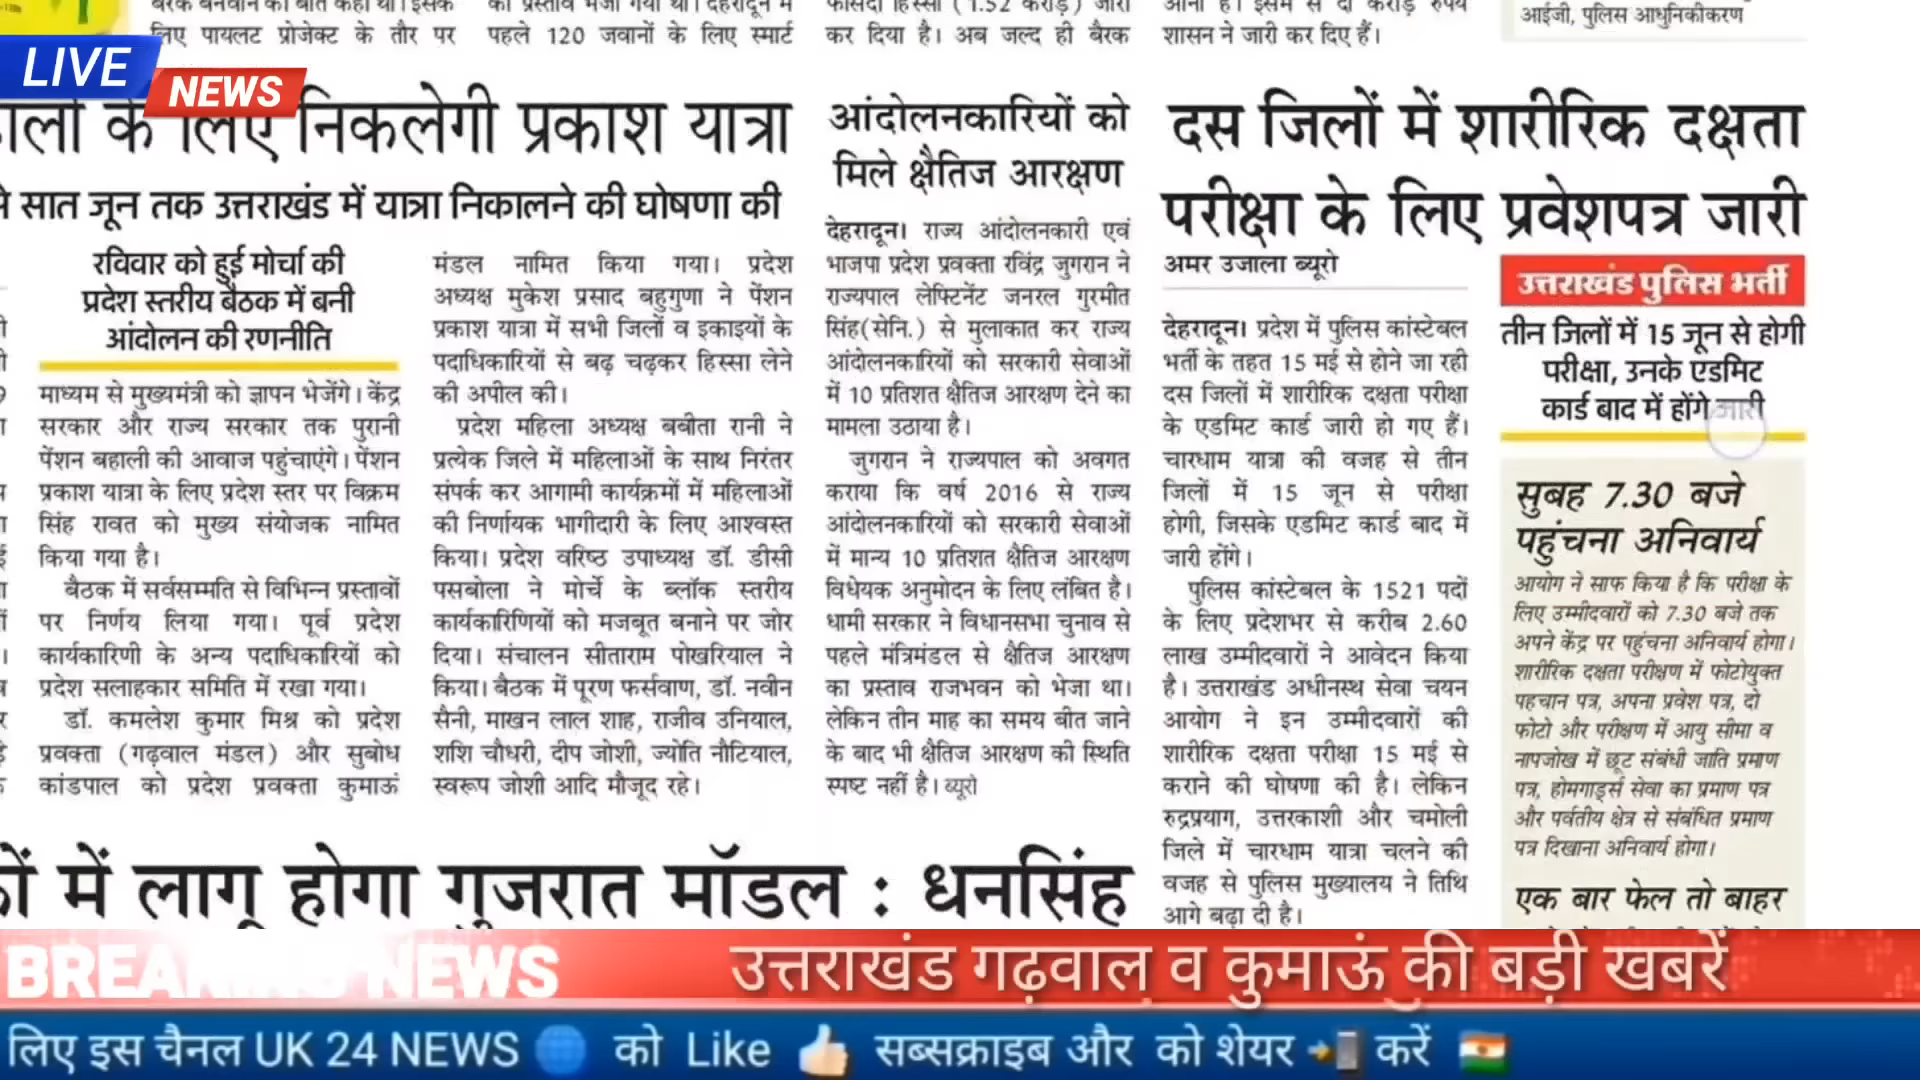 लिए पायलट प्रोजेक्ट के तौर पर
पहले 120 जवानों के लिए स्मार्ट
फीसदी हिस्सा (1.52 करोड़) जारी
कर दिया है। अब जल्द ही बैरक
शासन ने जारी कर दिए हैं।
आईजी, पुलिस आधुनिकीकरण
LIVE
NEWS
के लिए निकलेगी प्रकाश यात्रा
सात जून तक उत्तराखंड में यात्रा निकालने की घोषणा की
रविवार को हुई मोर्चा की
प्रदेश स्तरीय बैठक में बनी
आंदोलन की रणनीति
माध्यम से मुख्यमंत्री को ज्ञापन भेजेंगे। केंद्र
सरकार और राज्य सरकार तक पुरानी
पेंशन बहाली की आवाज पहुंचाएंगे। पेंशन
प्रकाश यात्रा के लिए प्रदेश स्तर पर विक्रम
सिंह रावत को मुख्य संयोजक नामित
किया गया है।
बैठक में सर्वसम्मति से विभिन्न प्रस्तावों
पर निर्णय लिया गया। पूर्व प्रदेश
कार्यकारिणी के अन्य पदाधिकारियों को
प्रदेश सलाहकार समिति में रखा गया।
डॉ. कमलेश कुमार मिश्र को प्रदेश
प्रवक्ता (गढ़वाल मंडल) और सुबोध
कांडपाल को प्रदेश प्रवक्ता कुमाऊं
मंडल नामित किया गया। प्रदेश
अध्यक्ष मुकेश प्रसाद बहुगुणा ने पेंशन
प्रकाश यात्रा में सभी जिलों व इकाइयों के
पदाधिकारियों से बढ़ चढ़कर हिस्सा लेने
की अपील की।
प्रदेश महिला अध्यक्ष बबीता रानी ने
प्रत्येक जिले में महिलाओं के साथ निरंतर
संपर्क कर आगामी कार्यक्रमों में महिलाओं
की निर्णायक भागीदारी के लिए आश्वस्त
किया। प्रदेश वरिष्ठ उपाध्यक्ष डॉ. डीसी
पसबोला ने मोर्चे के ब्लॉक स्तरीय
कार्यकारिणियों को मजबूत बनाने पर जोर
दिया। संचालन सीताराम पोखरियाल ने
किया। बैठक में पूरण फर्सवाण, डॉ. नवीन
सैनी, माखन लाल शाह, राजीव उनियाल,
शशि चौधरी, दीप जोशी, ज्योति नौटियाल,
स्वरूप जोशी आदि मौजूद रहे।
आंदोलनकारियों को
मिले क्षैतिज आरक्षण
देहरादून। राज्य आंदोलनकारी एवं
भाजपा प्रदेश प्रवक्ता रविंद्र जुगरान ने
राज्यपाल लेफ्टिनेंट जनरल गुरमीत
सिंह(सेनि.) से मुलाकात कर राज्य
आंदोलनकारियों को सरकारी सेवाओं
में 10 प्रतिशत क्षैतिज आरक्षण देने का
मामला उठाया है।
जुगरान ने राज्यपाल को अवगत
कराया कि वर्ष 2016 से राज्य
आंदोलनकारियों को सरकारी सेवाओं
में मान्य 10 प्रतिशत क्षैतिज आरक्षण
विधेयक अनुमोदन के लिए लंबित है।
धामी सरकार ने विधानसभा चुनाव से
पहले मंत्रिमंडल से क्षैतिज आरक्षण
का प्रस्ताव राजभवन को भेजा था।
लेकिन तीन माह का समय बीत जाने
के बाद भी क्षैतिज आरक्षण की स्थिति
स्पष्ट नहीं है। ब्यूरो
दस जिलों में शारीरिक दक्षता
परीक्षा के लिए प्रवेशपत्र जारी
अमर उजाला ब्यूरो
देहरादून। प्रदेश में पुलिस कांस्टेबल
भर्ती के तहत 15 मई से होने जा रही
दस जिलों में शारीरिक दक्षता परीक्षा
के एडमिट कार्ड जारी हो गए हैं।
चारधाम यात्रा की वजह से तीन
जिलों में 15 जून से परीक्षा
होगी, जिसके एडमिट कार्ड बाद में
जारी होंगे।
पुलिस कांस्टेबल के 1521 पदों
के लिए प्रदेशभर से करीब 2.60
लाख उम्मीदवारों ने आवेदन किया
है। उत्तराखंड अधीनस्थ सेवा चयन
आयोग ने इन उम्मीदवारों की
शारीरिक दक्षता परीक्षा 15 मई से
कराने की घोषणा की है। लेकिन
रुद्रप्रयाग, उत्तरकाशी और चमोली
जिले में चारधाम यात्रा चलने की
वजह से पुलिस मुख्यालय ने तिथि
आगे बढ़ा दी है।
उत्तराखंड पुलिस भर्ती
तीन जिलों में 15 जून से होगी
परीक्षा, उनके एडमिट
कार्ड बाद में होंगे जारी
सुबह 7.30 बजे
पहुंचना अनिवार्य
आयोग ने साफ किया है कि परीक्षा के
लिए उम्मीदवारों को 7.30 बजे तक
अपने केंद्र पर पहुंचना अनिवार्य होगा।
शारीरिक दक्षता परीक्षण में फोटोयुक्त
पहचान पत्र, अपना प्रवेश पत्र, दो
फोटो और परीक्षण में आयु सीमा व
नापजोख में छूट संबंधी जाति प्रमाण
पत्र, होमगार्ड्स सेवा का प्रमाण पत्र
और पर्वतीय क्षेत्र से संबंधित प्रमाण
पत्र दिखाना अनिवार्य होगा।
एक बार फेल तो बाहर
में लागू होगा गुजरात मॉडल : धनसिंह
BREAKING NEWS
उत्तराखंड गढ़वाल व कुमाऊं की बड़ी खबरें
लिए इस चैनल UK 24 NEWS 🌐 को Like 👍🏻 सब्सक्राइब और को शेयर 📲 करें 🇮🇳